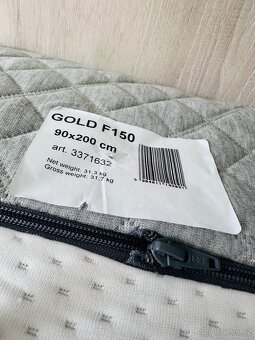 GOLD F150
90x200 cm
art. 3371632
Net weight: 31,3 kg
Gross weight: 31,7 kg